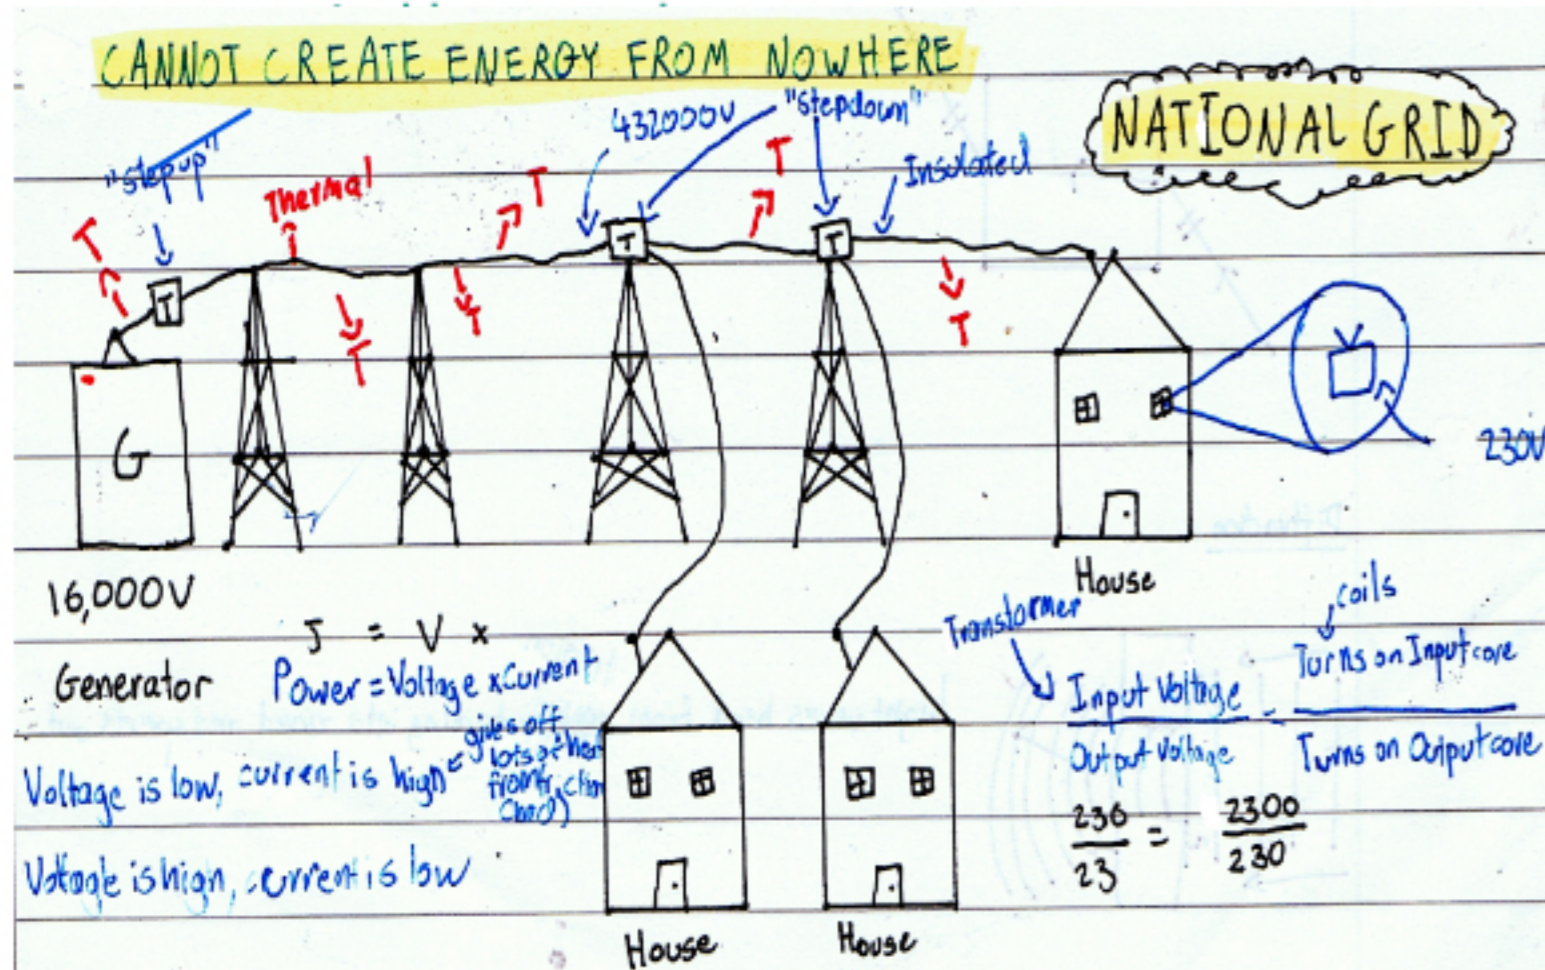 CANNOT CREATE ENERGY FROM NOWHERE
NATIONAL GRID
"step up"
432000V
"stepdown"
Insulated
Thermal
T
T
T
T
T
T
T
T
T
G
230V
16,000V
Generator
House
J = V x
Power = Voltage x Current
Voltage is low, current is high = gives off
lots of heat
Voltage is high, current is low
Transformer
coils
Input Voltage = Turns on Input core
Output Voltage Turns on Output core
230 = 2300
23 230
House
House